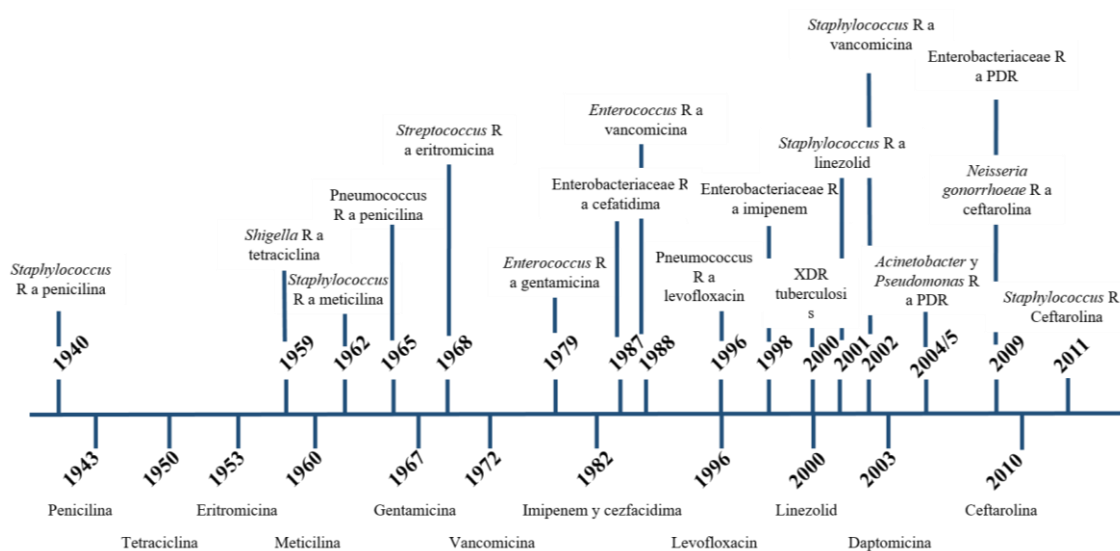 Staphylococcus R a
vancomicina
Enterobacteriaceae R
a PDR
Enterococcus R a
vancomicina
Streptococcus R
a eritromicina
Staphylococcus R a
linezolid
Neisseria
gonorrhoeae R a
ceftarolina
Pneumococcus
R a penicilina
Enterobacteriaceae R
a cefatidima
Enterobacteriaceae R
a imipenem
Shigella R a
tetraciclina
Staphylococcus
R a penicilina
Staphylococcus
R a meticilina
Enterococcus R
a gentamicina
Pneumococcus
R a
levofloxacin
XDR
tuberculosi
s
Acinetobacter y
Pseudomonas R
a PDR
Staphylococcus R
Ceftarolina
1940
1959
1962
1965
1968
1979
1987
1988
1996
1998
2000
2001
2002
2004/5
2009
2011
1943
1950
1953
1960
1967
1972
1982
1996
2000
2003
2010
Penicilina
Eritromicina
Gentamicina
Imipenem y cezfacidima
Linezolid
Ceftarolina
Tetraciclina
Meticilina
Vancomicina
Levofloxacin
Daptomicina